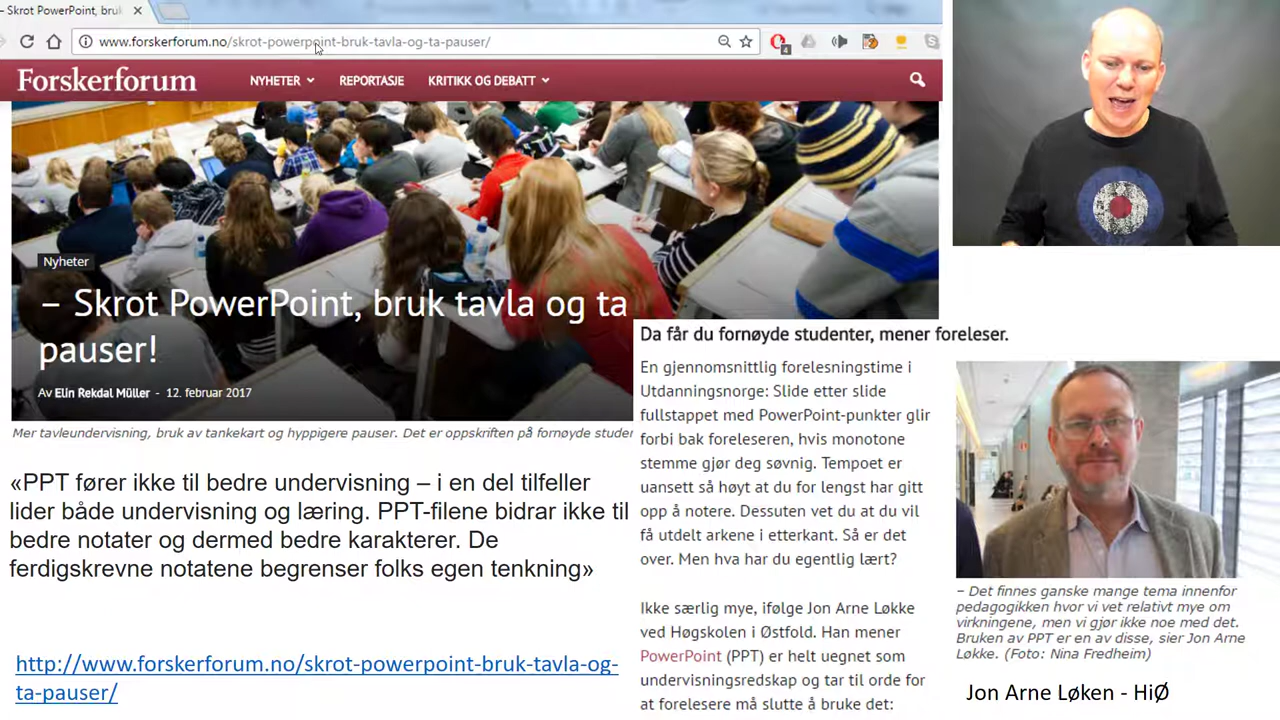 Skrot PowerPoint, bruk
www.forskerforum.no/skrot-powerpoint-bruk-tavla-og-ta-pauser/
4
Forskerforum
NYHETER
REPORTASJE
KRITIKK OG DEBATT
Nyheter
– Skrot PowerPoint, bruk tavla og ta
pauser!
Av Elin Rekdal Müller - 12. februar 2017
Mer tavleundervisning, bruk av tankekart og hyppigere pauser. Det er oppskriften på fornøyde studer
«PPT fører ikke til bedre undervisning – i en del tilfeller
lider både undervisning og læring. PPT-filene bidrar ikke til
bedre notater og dermed bedre karakterer. De
ferdigskrevne notatene begrenser folks egen tenkning»
http://www.forskerforum.no/skrot-powerpoint-bruk-tavla-og-
ta-pauser/
Da får du fornøyde studenter, mener foreleser.
En gjennomsnittlig forelesningstime i
Utdanningsnorge: Slide etter slide
fullstappet med PowerPoint-punkter glir
forbi bak foreleseren, hvis monotone
stemme gjør deg søvnig. Tempoet er
uansett så høyt at du for lengst har gitt
opp å notere. Dessuten vet du at du vil
få utdelt arkene i etterkant. Så er det
over. Men hva har du egentlig lært?
Ikke særlig mye, ifølge Jon Arne Løkke
ved Høgskolen i Østfold. Han mener
PowerPoint (PPT) er helt uegnet som
undervisningsredskap og tar til orde for
at forelesere må slutte å bruke det:
– Det finnes ganske mange tema innenfor
pedagogikken hvor vi vet relativt mye om
virkningene, men vi gjør ikke noe med det.
Bruken av PPT er en av disse, sier Jon Arne
Løkke. (Foto: Nina Fredheim)
Jon Arne Løken - HiØ